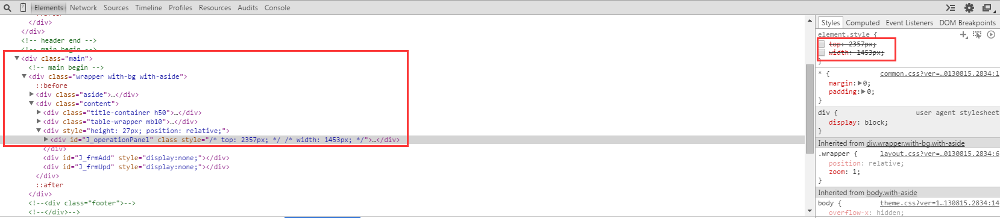 Elements Network Sources Timeline Profiles Resources Audits Console
::after
</div>
</div>
<!-- header end -->
<!-- main begin -->
<div class="main">
<!-- main begin -->
<div class="wrapper with-bg with-aside">
::before
<div class="aside">…</div>
<div class="content">
<div class="title-container h50">…</div>
<div class="table-wrapper mb10">…</div>
<div style="height: 27px; position: relative;">
<div id="J_operationPanel" class style="/* top: 2357px; */ /* width: 1453px; */">…</div>
</div>
<div id="J_frmAdd" style="display:none;"></div>
<div id="J_frmUpd" style="display:none;"></div>
</div>
::after
</div>
<!--<div class="footer">-->
<!--</div>-->
Styles Computed Event Listeners DOM Breakpoints
element.style {
top: 2357px;
width: 1453px;
}
* { common.css?ver=…0130815.2834:1
margin: 0;
padding: 0;
}
div { user agent stylesheet
display: block;
}
Inherited from div.wrapper.with-bg.with-aside
.wrapper { layout.css?ver=…0130815.2834:6
position: relative;
zoom: 1;
}
Inherited from body.with-aside
body { theme.css?ver=1…130815.2834:14
overflow-x: hidden;